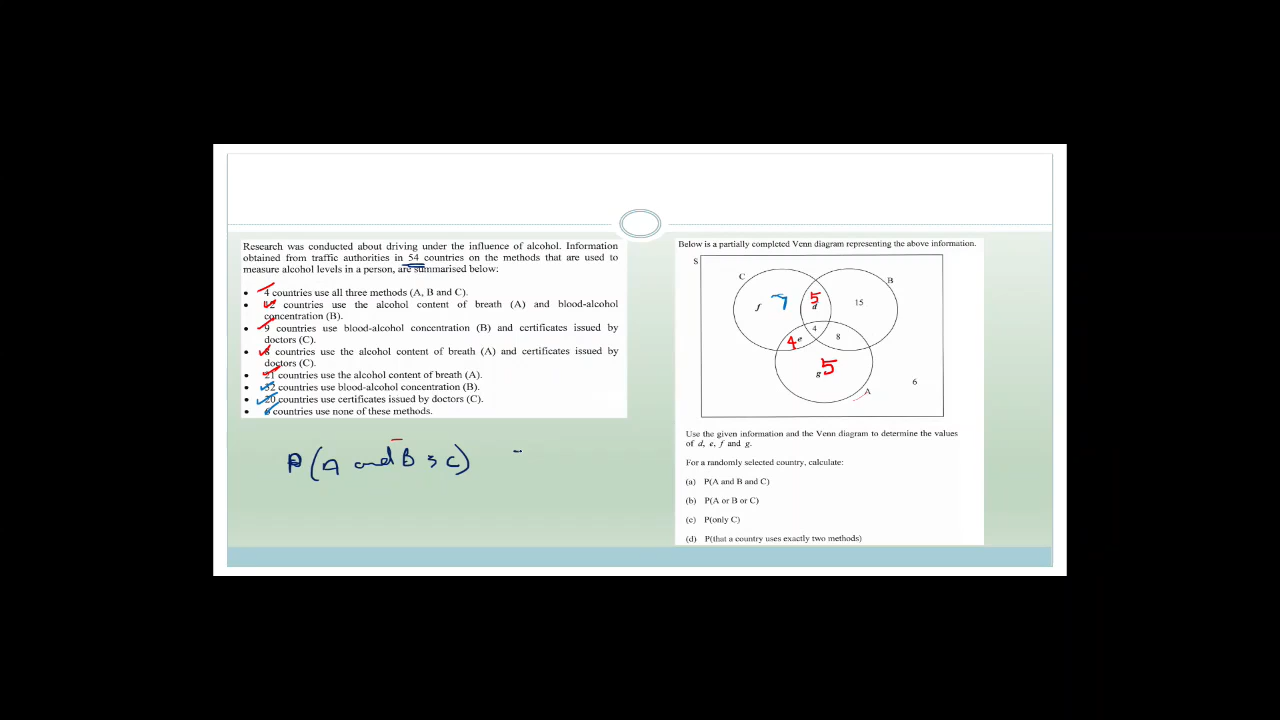 Research was conducted about driving under the influence of alcohol. Information
obtained from traffic authorities in 54 countries on the methods that are used to
measure alcohol levels in a person, are summarised below:
• 4 countries use all three methods (A, B and C).
• 12 countries use the alcohol content of breath (A) and blood-alcohol
concentration (B).
• 9 countries use blood-alcohol concentration (B) and certificates issued by
doctors (C).
• 8 countries use the alcohol content of breath (A) and certificates issued by
doctors (C).
• 21 countries use the alcohol content of breath (A).
• 32 countries use blood-alcohol concentration (B).
• 20 countries use certificates issued by doctors (C).
• 6 countries use none of these methods.
P(A and B & C) =
Below is a partially completed Venn diagram representing the above information.
S
C
B
f 7
5
d
15
4
4 e
8
g 5
A
6
Use the given information and the Venn diagram to determine the values
of d, e, f and g.
For a randomly selected country, calculate:
(a) P(A and B and C)
(b) P(A or B or C)
(c) P(only C)
(d) P(that a country uses exactly two methods)